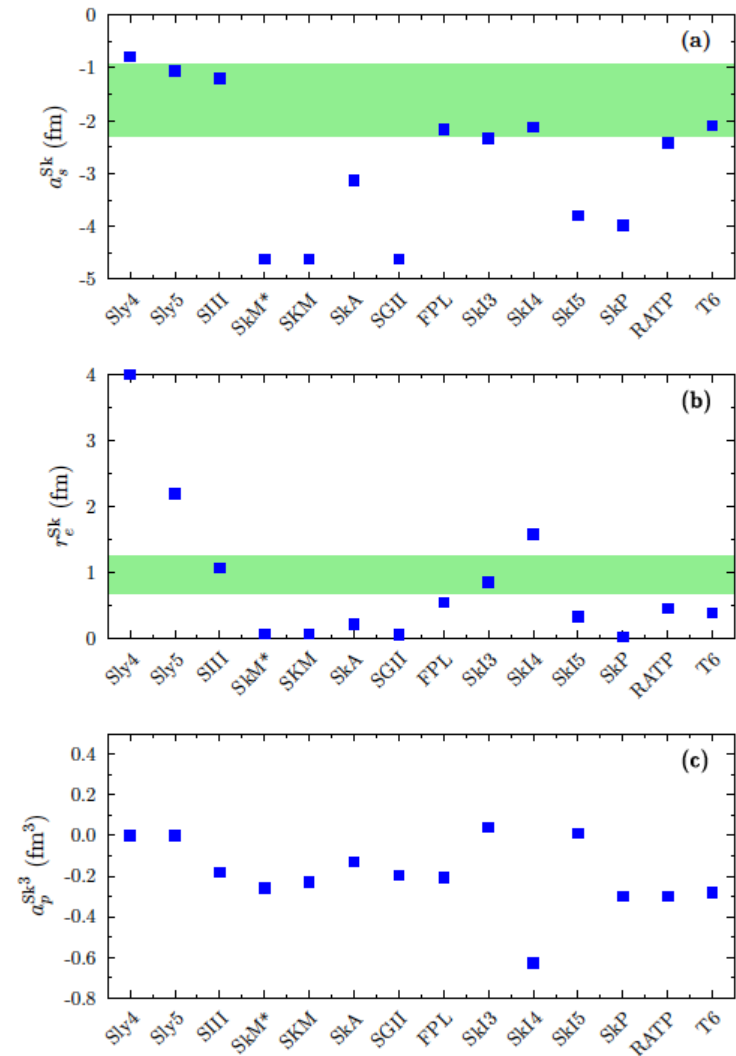 (a)
0
-1
-2
-3
-4
-5
a_s^Sk (fm)
Sly4 Sly5 SIII SkM* SKM SkA SGII FPL SkI3 SkI4 SkI5 SkP RATP T6
(b)
4
3
2
1
0
r_e^Sk (fm)
Sly4 Sly5 SIII SkM* SKM SkA SGII FPL SkI3 SkI4 SkI5 SkP RATP T6
(c)
0.4
0.2
0.0
-0.2
-0.4
-0.6
-0.8
a_p^Sk3 (fm³)
Sly4 Sly5 SIII SkM* SKM SkA SGII FPL SkI3 SkI4 SkI5 SkP RATP T6